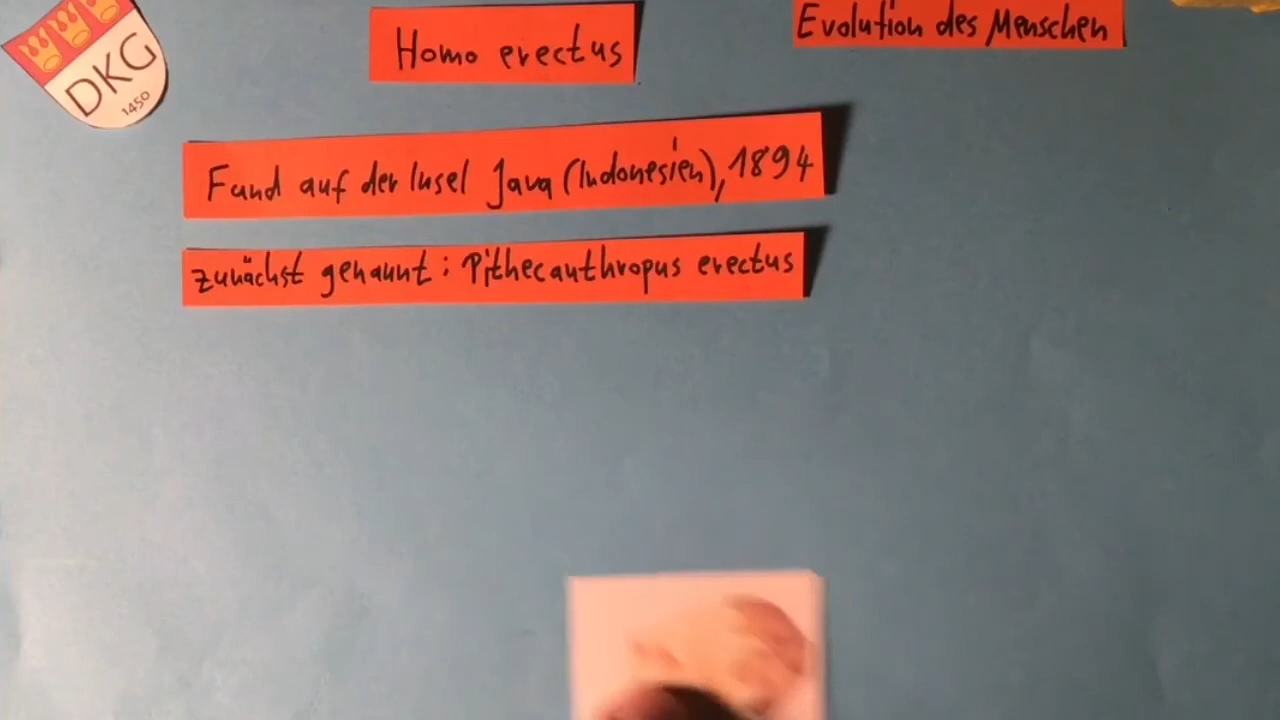 DKG
1450
Homo erectus
Evolution des Menschen
Fund auf der Insel Java (Indonesien), 1894
zunächst genannt: Pithecanthropus erectus